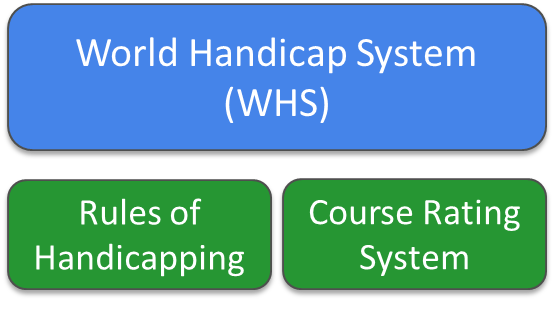 World Handicap System
(WHS)
Rules of
Handicapping
Course Rating
System